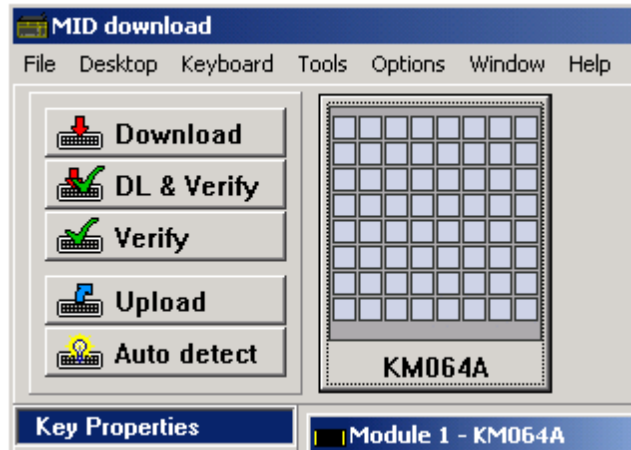 MID download
File Desktop Keyboard Tools Options Window Help
Download
DL & Verify
Verify
Upload
Auto detect
KM064A
Key Properties
Module 1 - KM064A